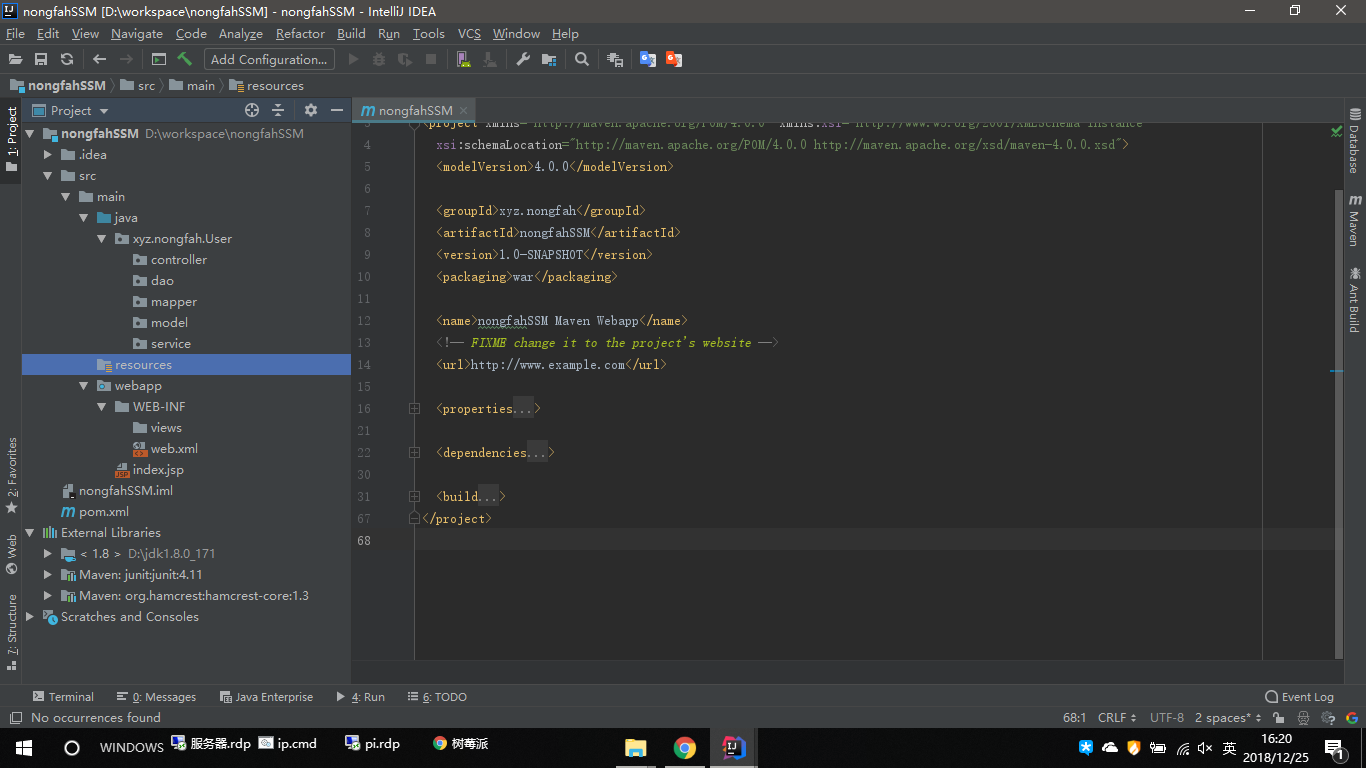 nongfahSSM [D:\workspace\nongfahSSM] - nongfahSSM - IntelliJ IDEA
File Edit View Navigate Code Analyze Refactor Build Run Tools VCS Window Help
Add Configuration...
nongfahSSM src main resources
1: Project
2: Favorites
Web
7: Structure
Project
nongfahSSM D:\workspace\nongfahSSM
.idea
src
main
java
xyz.nongfah.User
controller
dao
mapper
model
service
resources
webapp
WEB-INF
views
web.xml
index.jsp
nongfahSSM.iml
pom.xml
External Libraries
< 1.8 > D:\jdk1.8.0_171
Maven: junit:junit:4.11
Maven: org.hamcrest:hamcrest-core:1.3
Scratches and Consoles
nongfahSSM
3 <project xmlns="http://maven.apache.org/POM/4.0.0" xmlns:xsi="http://www.w3.org/2001/XMLSchema-instance"
4 xsi:schemaLocation="http://maven.apache.org/POM/4.0.0 http://maven.apache.org/xsd/maven-4.0.0.xsd">
5 <modelVersion>4.0.0</modelVersion>
6
7 <groupId>xyz.nongfah</groupId>
8 <artifactId>nongfahSSM</artifactId>
9 <version>1.0-SNAPSHOT</version>
10 <packaging>war</packaging>
11
12 <name>nongfahSSM Maven Webapp</name>
13 <!-- FIXME change it to the project's website -->
14 <url>http://www.example.com</url>
15
16 <properties...>
21
22 <dependencies...>
30
31 <build...>
67 </project>
68
Database
Maven
Ant Build
Terminal 0: Messages Java Enterprise 4: Run 6: TODO Event Log
No occurrences found 68:1 CRLF UTF-8 2 spaces*
WINDOWS 服务器.rdp ip.cmd pi.rdp 树莓派 英 16:20
2018/12/25 1